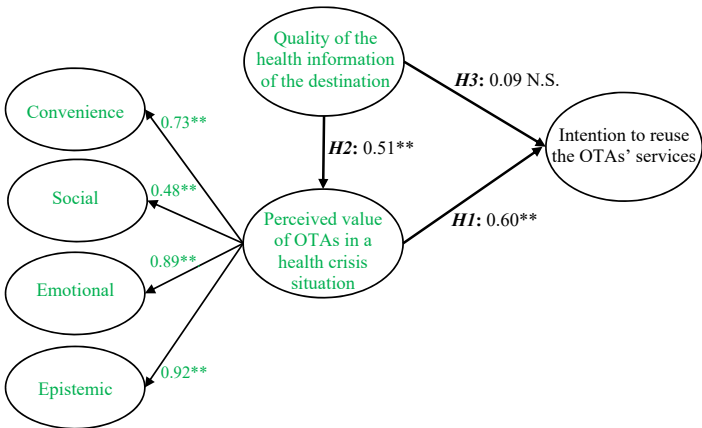 Quality of the
health information
of the destination
H3: 0.09 N.S.
Convenience
0.73**
Intention to reuse
the OTAs’ services
H2: 0.51**
Social
0.48**
Perceived value
of OTAs in a
health crisis
situation
H1: 0.60**
Emotional
0.89**
Epistemic
0.92**